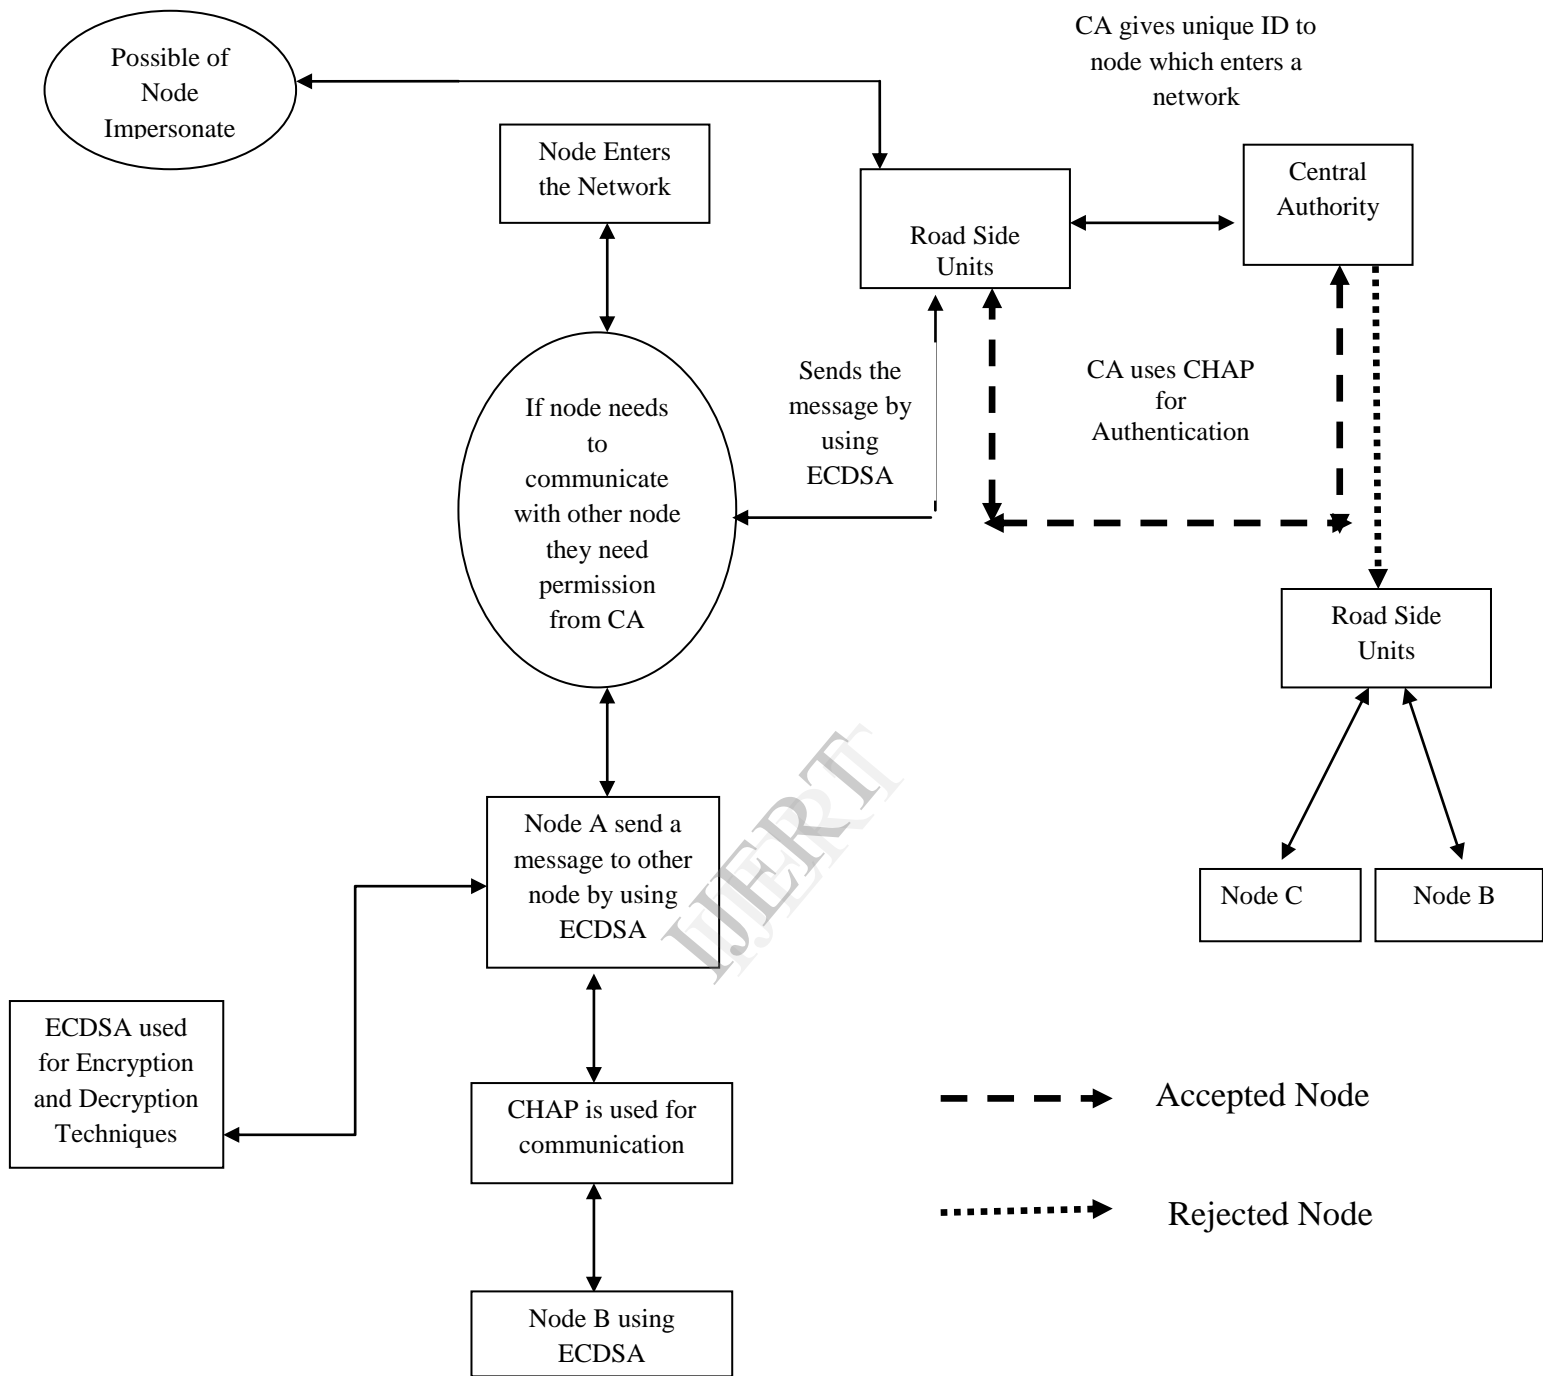 Possible of
Node
Impersonate
CA gives unique ID to
node which enters a
network
Node Enters
the Network
Road Side
Units
Central
Authority
If node needs
to
communicate
with other node
they need
permission
from CA
Sends the
message by
using
ECDSA
CA uses CHAP
for
Authentication
Road Side
Units
Node C
Node B
Node A send a
message to other
node by using
ECDSA
IJERT
ECDSA used
for Encryption
and Decryption
Techniques
CHAP is used for
communication
Node B using
ECDSA
Accepted Node
Rejected Node